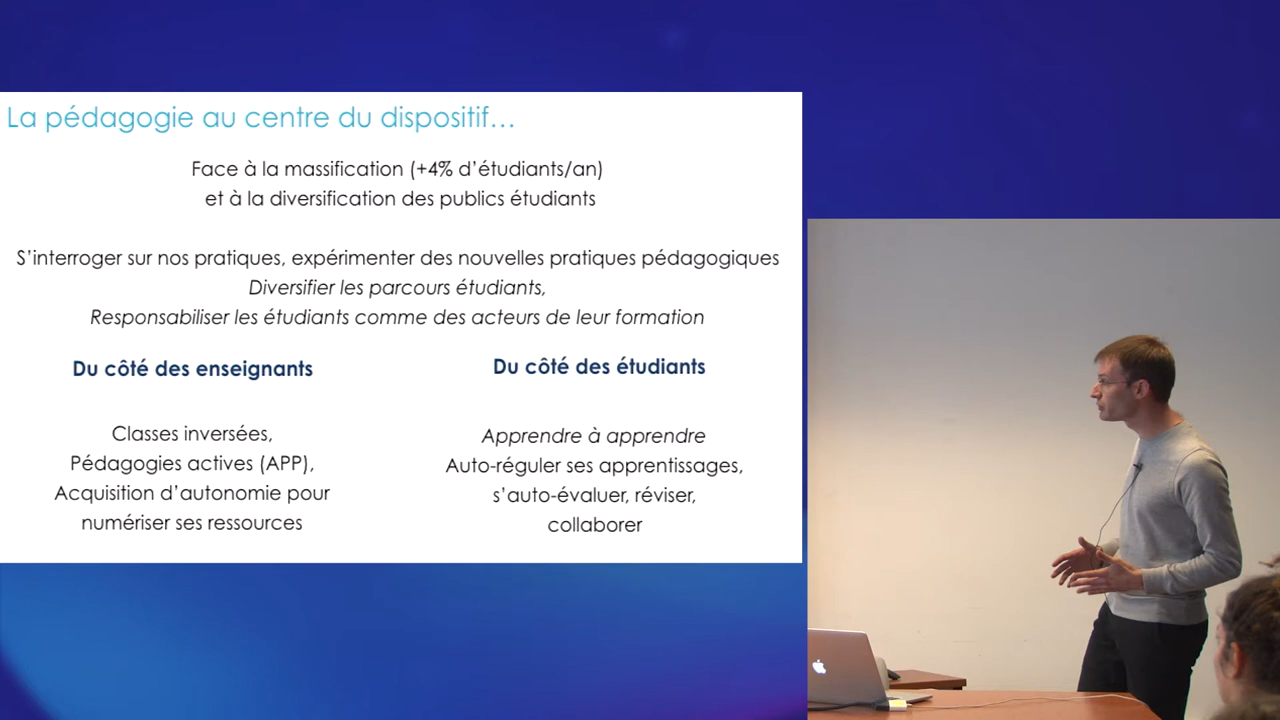 La pédagogie au centre du dispositif…
Face à la massification (+4% d'étudiants/an)
et à la diversification des publics étudiants
S'interroger sur nos pratiques, expérimenter des nouvelles pratiques pédagogiques
Diversifier les parcours étudiants,
Responsabiliser les étudiants comme des acteurs de leur formation
Du côté des enseignants
Classes inversées,
Pédagogies actives (APP),
Acquisition d'autonomie pour
numériser ses ressources
Du côté des étudiants
Apprendre à apprendre
Auto-réguler ses apprentissages,
s'auto-évaluer, réviser,
collaborer